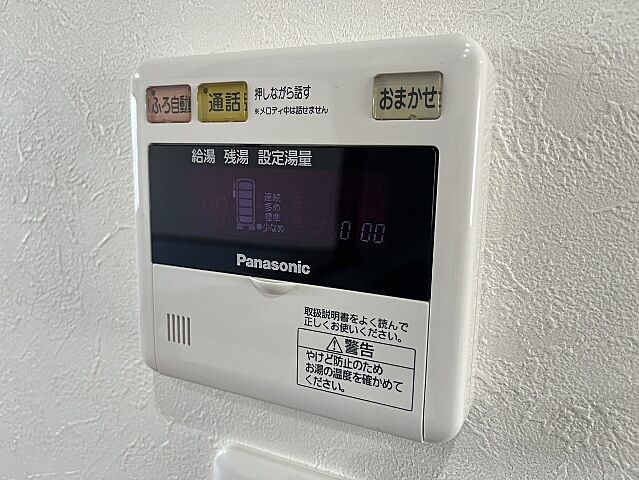 ふろ自動
通話
押しながら話す
※メロディ中は話せません
おまかせ
給湯 残湯 設定湯量
連続
多め
標準
少なめ
0 00
Panasonic
取扱説明書をよく読んで
正しくお使いください。
⚠警告
やけど防止のため
お湯の温度を確かめて
ください。